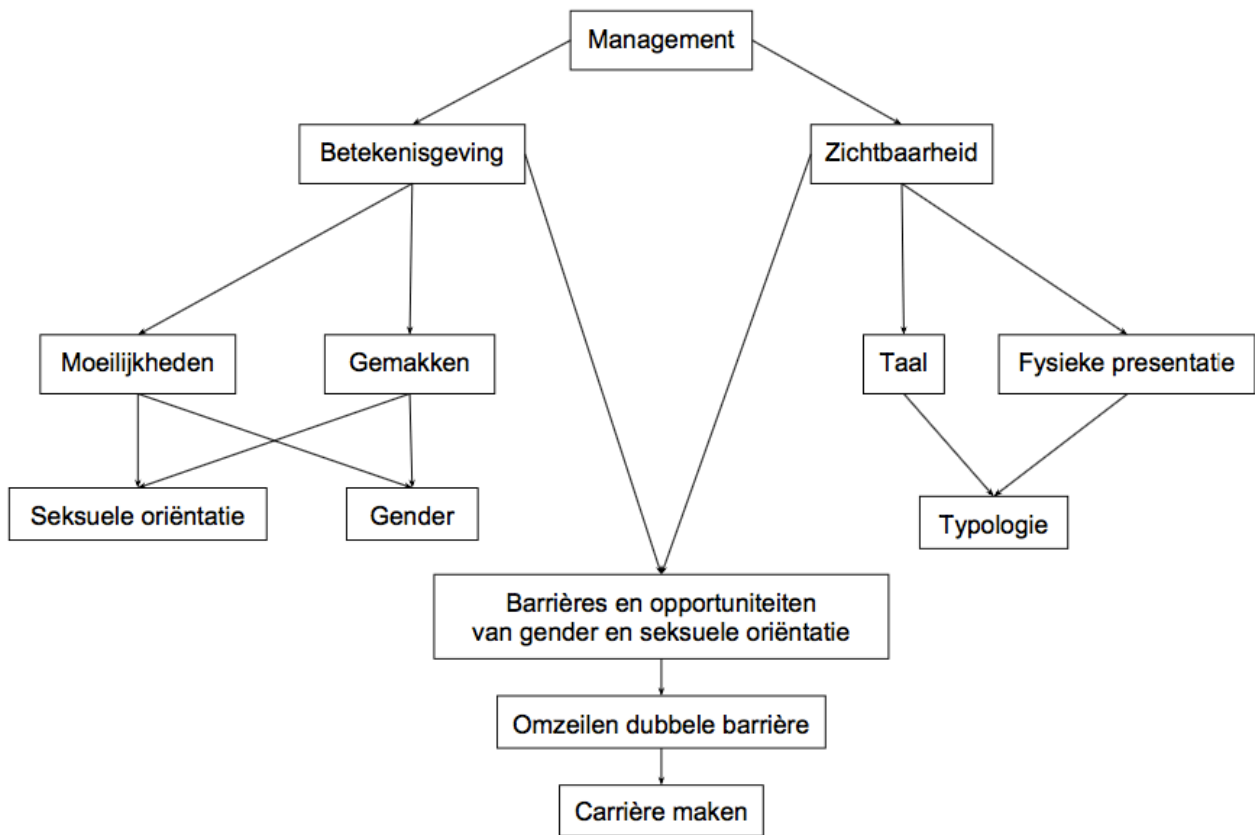 Management
Betekenisgeving
Zichtbaarheid
Moeilijkheden
Gemakken
Taal
Fysieke presentatie
Seksuele oriëntatie
Gender
Typologie
Barrières en opportuniteiten
van gender en seksuele oriëntatie
Omzeilen dubbele barrière
Carrière maken